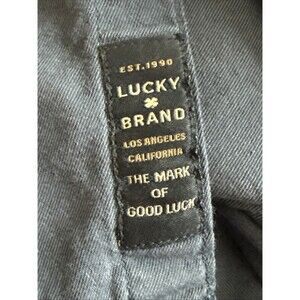 EST.1990
LUCKY
BRAND
LOS ANGELES
CALIFORNIA
THE MARK
OF
GOOD LUCK